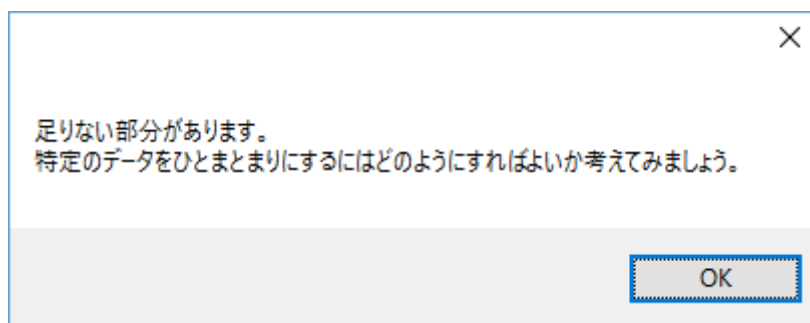 足りない部分があります。
特定のデータをひとまとまりにするにはどのようにすればよいか考えてみましょう。
OK